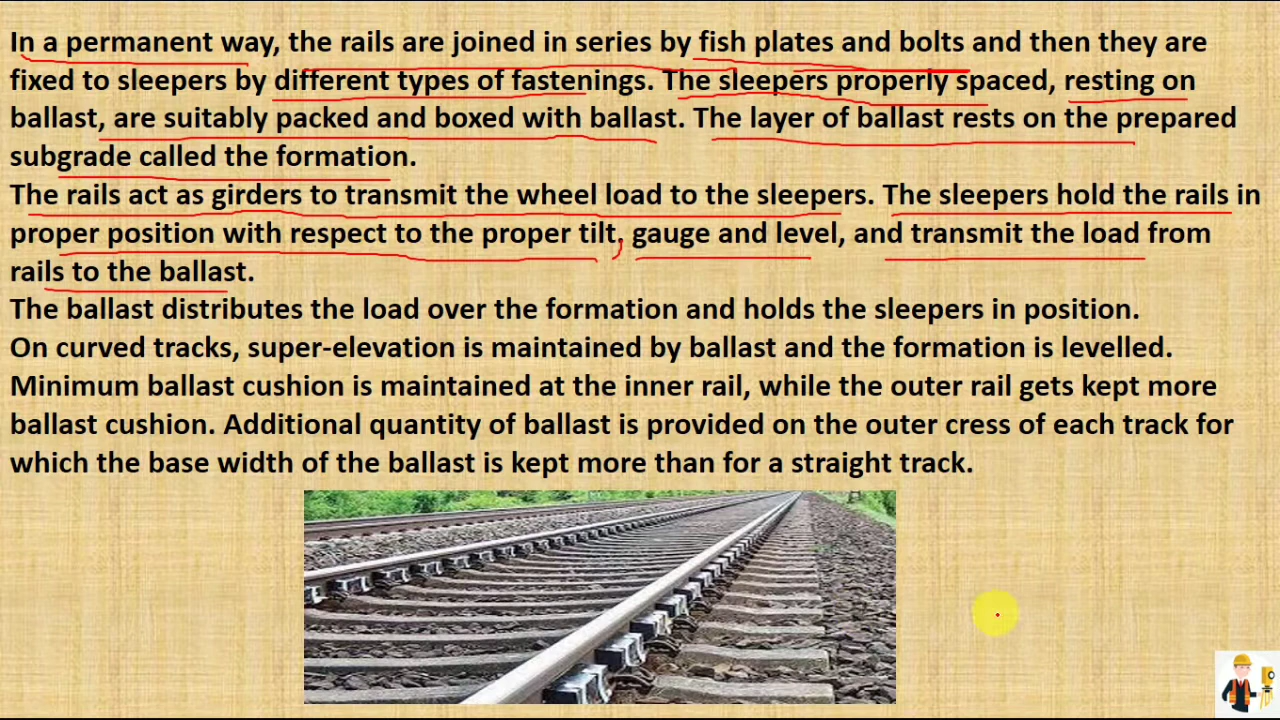 In a permanent way, the rails are joined in series by fish plates and bolts and then they are
fixed to sleepers by different types of fastenings. The sleepers properly spaced, resting on
ballast, are suitably packed and boxed with ballast. The layer of ballast rests on the prepared
subgrade called the formation.
The rails act as girders to transmit the wheel load to the sleepers. The sleepers hold the rails in
proper position with respect to the proper tilt, gauge and level, and transmit the load from
rails to the ballast.
The ballast distributes the load over the formation and holds the sleepers in position.
On curved tracks, super-elevation is maintained by ballast and the formation is levelled.
Minimum ballast cushion is maintained at the inner rail, while the outer rail gets kept more
ballast cushion. Additional quantity of ballast is provided on the outer cress of each track for
which the base width of the ballast is kept more than for a straight track.